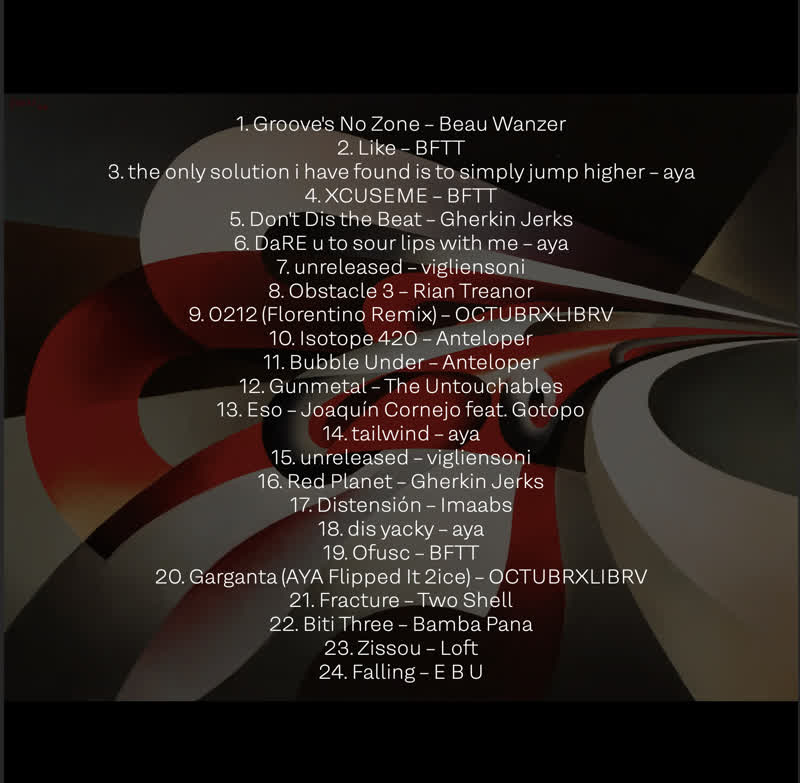 1. Groove's No Zone – Beau Wanzer
2. Like – BFTT
3. the only solution i have found is to simply jump higher – aya
4. XCUSEME – BFTT
5. Don't Dis the Beat – Gherkin Jerks
6. DaRE u to sour lips with me – aya
7. unreleased – vigliensoni
8. Obstacle 3 – Rian Treanor
9. 0212 (Florentino Remix) – OCTUBRXLIBRV
10. Isotope 420 – Anteloper
11. Bubble Under – Anteloper
12. Gunmetal – The Untouchables
13. Eso – Joaquín Cornejo feat. Gotopo
14. tailwind – aya
15. unreleased – vigliensoni
16. Red Planet – Gherkin Jerks
17. Distensión – Imaabs
18. dis yacky – aya
19. Ofusc – BFTT
20. Garganta (AYA Flipped It 2ice) – OCTUBRXLIBRV
21. Fracture – Two Shell
22. Biti Three – Bamba Pana
23. Zissou – Loft
24. Falling – E B U